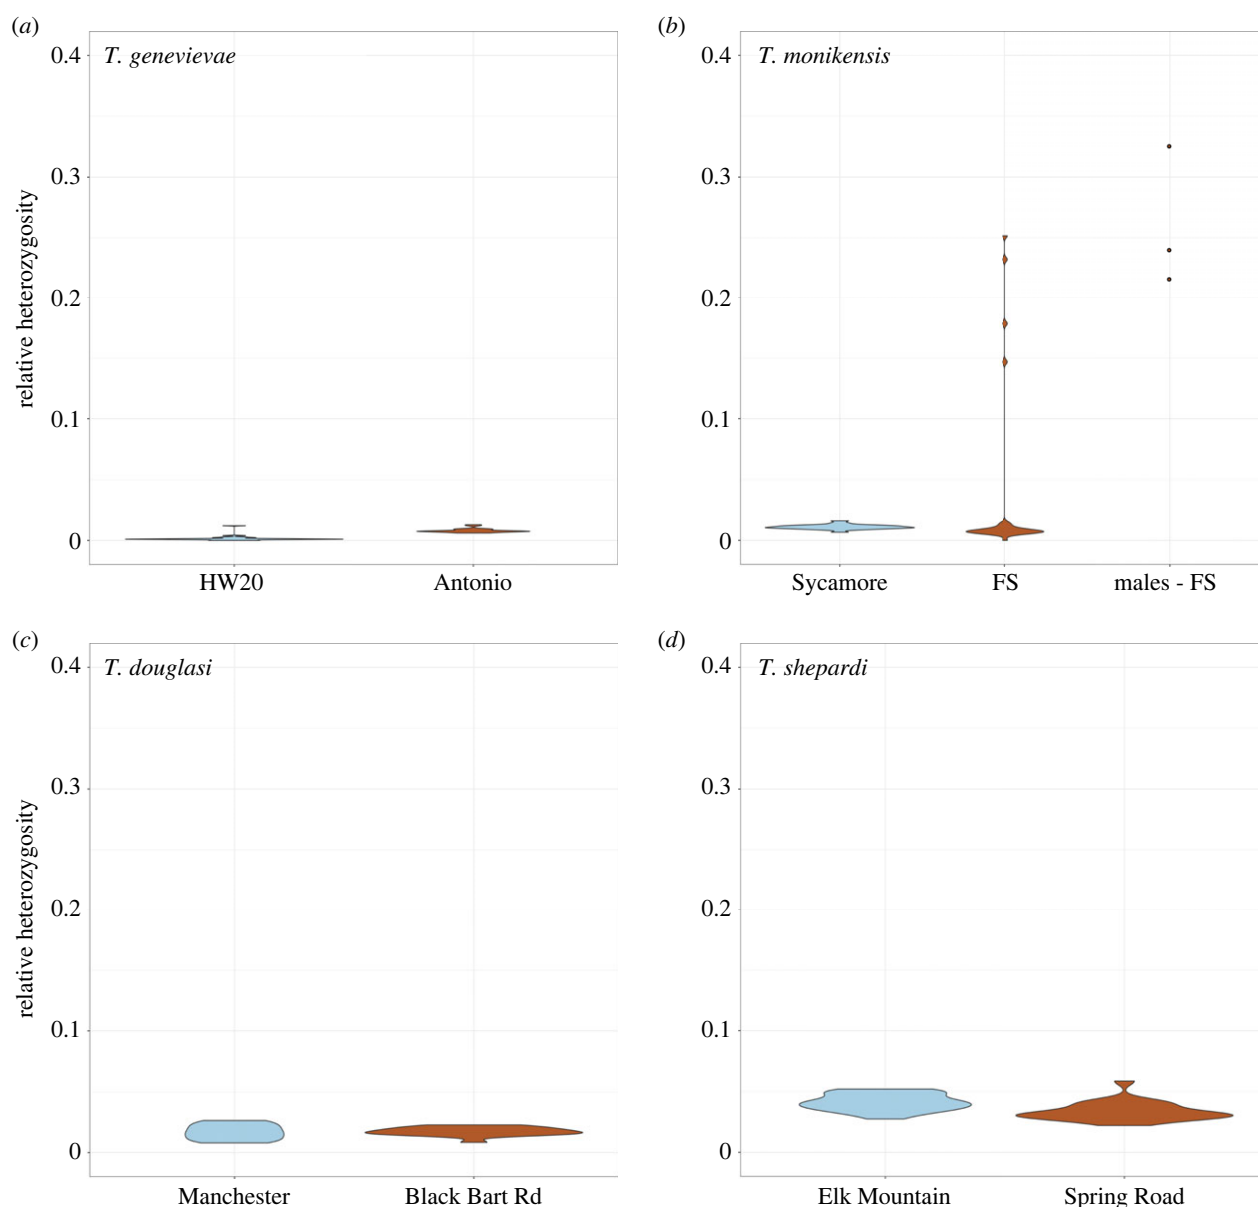 (a)
T. genevievae
relative heterozygosity
0.4
0.3
0.2
0.1
0
HW20 Antonio
(b)
T. monikensis
0.4
0.3
0.2
0.1
0
Sycamore FS males - FS
(c)
T. douglasi
relative heterozygosity
0.4
0.3
0.2
0.1
0
Manchester Black Bart Rd
(d)
T. shepardi
0.4
0.3
0.2
0.1
0
Elk Mountain Spring Road